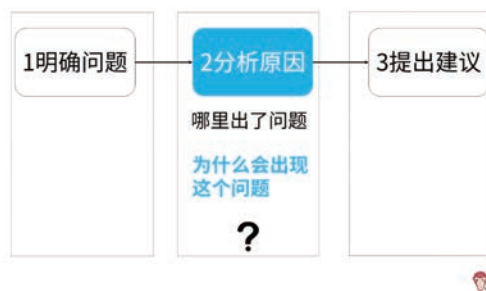 1明确问题
2分析原因
3提出建议
哪里出了问题
为什么会出现
这个问题
?